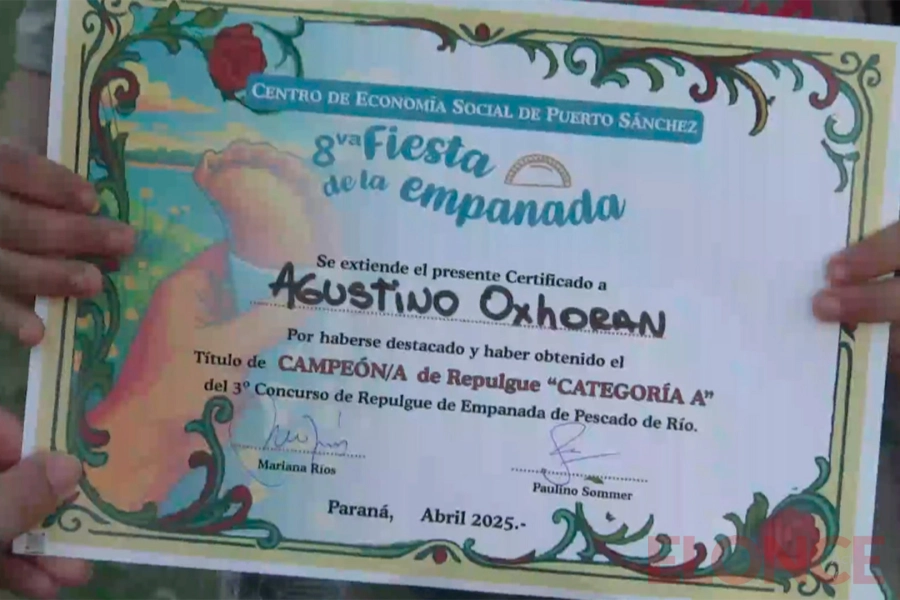 CENTRO DE ECONOMÍA SOCIAL DE PUERTO SÁNCHEZ
8va Fiesta
de la empanada
Se extiende el presente Certificado a
AGUSTINO OXHORAN
Por haberse destacado y haber obtenido el
Título de CAMPEÓN/A de Repulgue “CATEGORÍA A”
del 3º Concurso de Repulgue de Empanada de Pescado de Río.
Mariana Ríos
Paulino Sommer
Paraná, Abril 2025.-
ELONCE